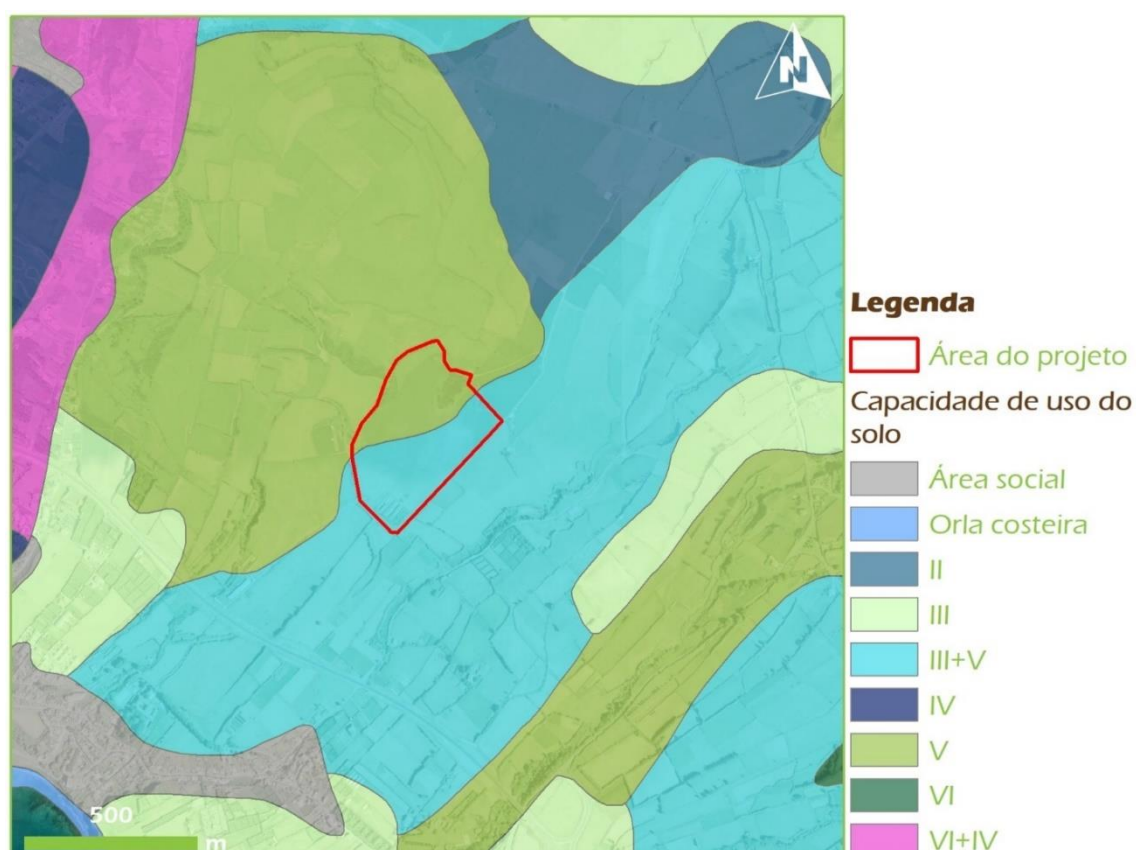 N
Legenda
Área do projeto
Capacidade de uso do
solo
Área social
Orla costeira
II
III
III+V
IV
V
VI
VI+IV
500
m